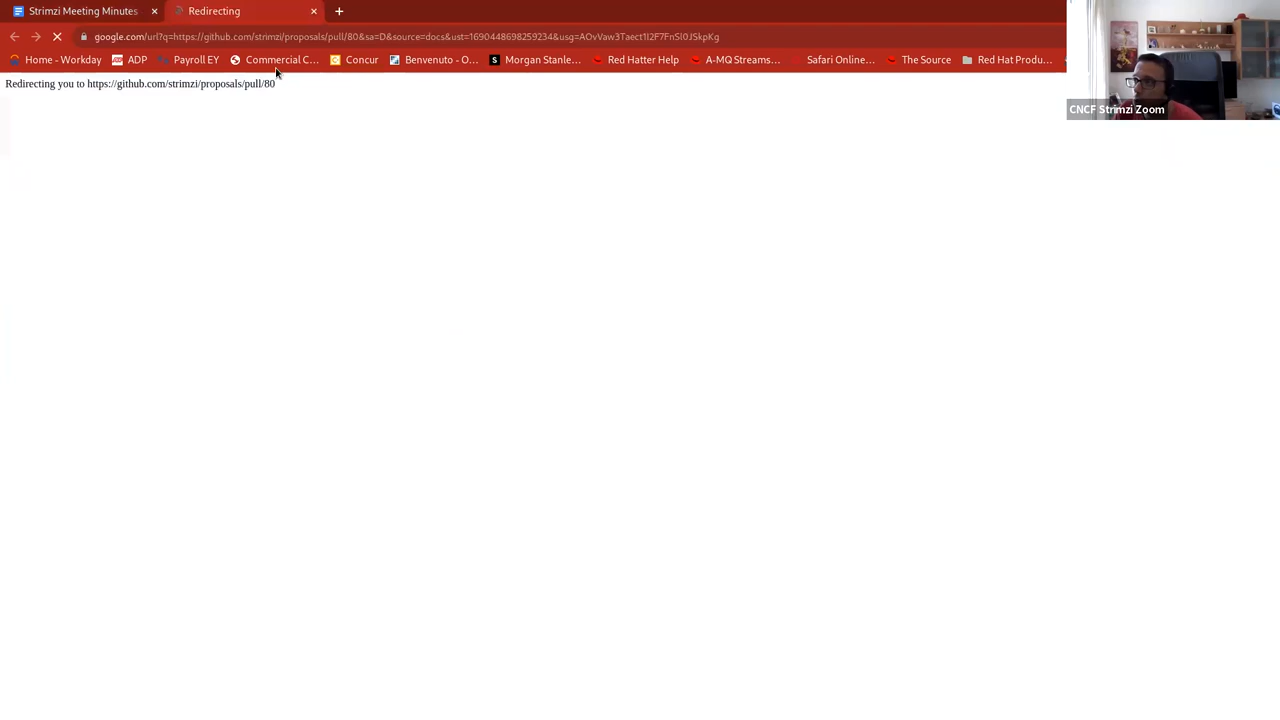 Strimzi Meeting Minutes
Redirecting
google.com/url?q=https://github.com/strimzi/proposals/pull/80&sa=D&source=docs&ust=1690448698259234&usg=AOvVaw3Taect1l2F7FnSl0JSkpKg
Home - Workday ADP Payroll EY Commercial C... Concur Benvenuto - O... Morgan Stanle... Red Hatter Help A-MQ Streams... Safari Online... The Source Red Hat Produ...
Redirecting you to https://github.com/strimzi/proposals/pull/80
CNCF Strimzi Zoom